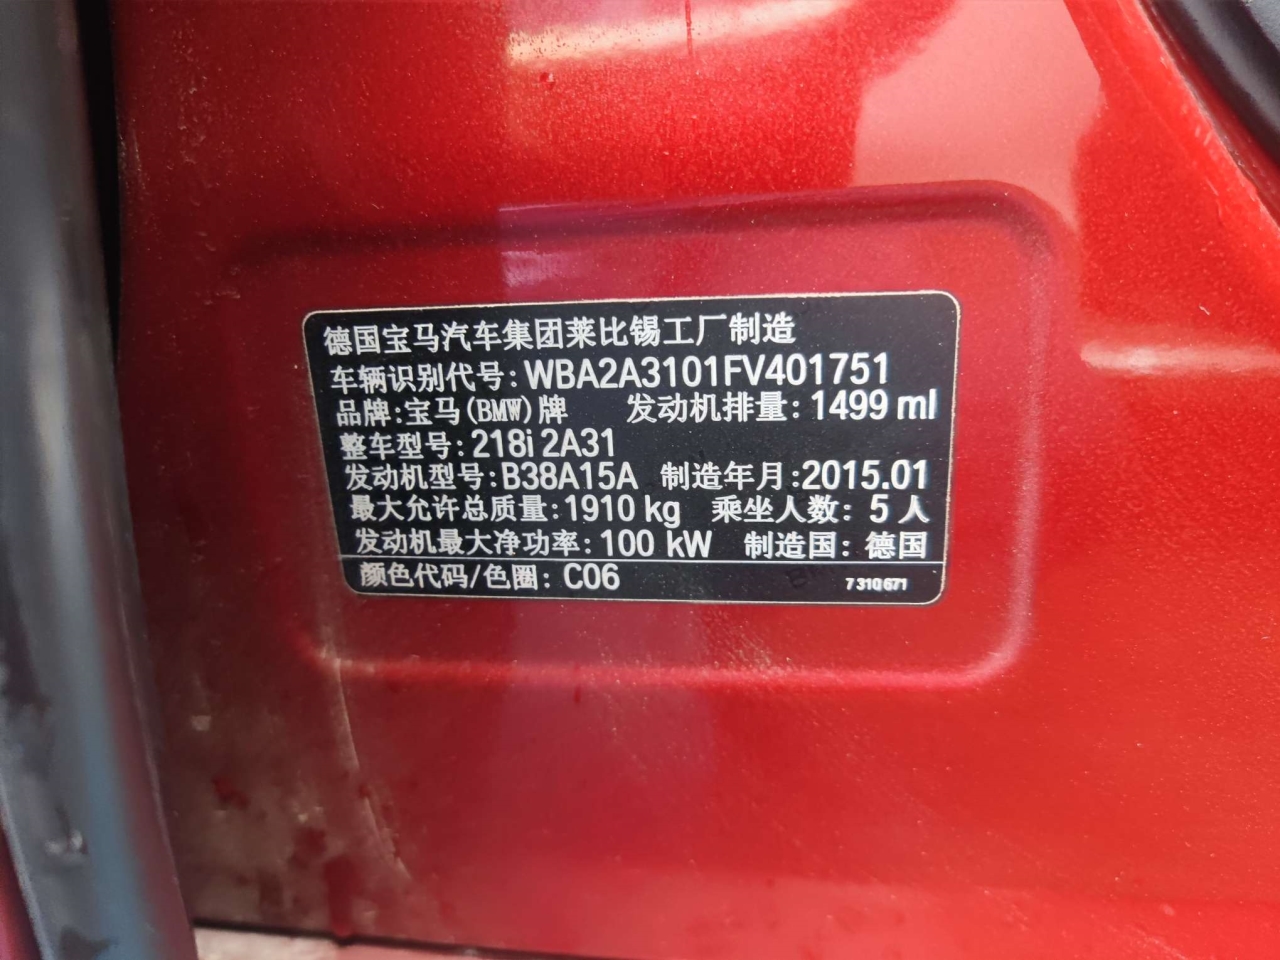 德国宝马汽车集团莱比锡工厂制造
车辆识别代号: WBA2A3101FV401751
品牌: 宝马(BMW)牌 发动机排量: 1499 ml
整车型号: 218i 2A31
发动机型号: B38A15A 制造年月: 2015.01
最大允许总质量: 1910 kg 乘坐人数: 5 人
发动机最大净功率: 100 kW 制造国: 德国
颜色代码/色圈: C06 7 310 671